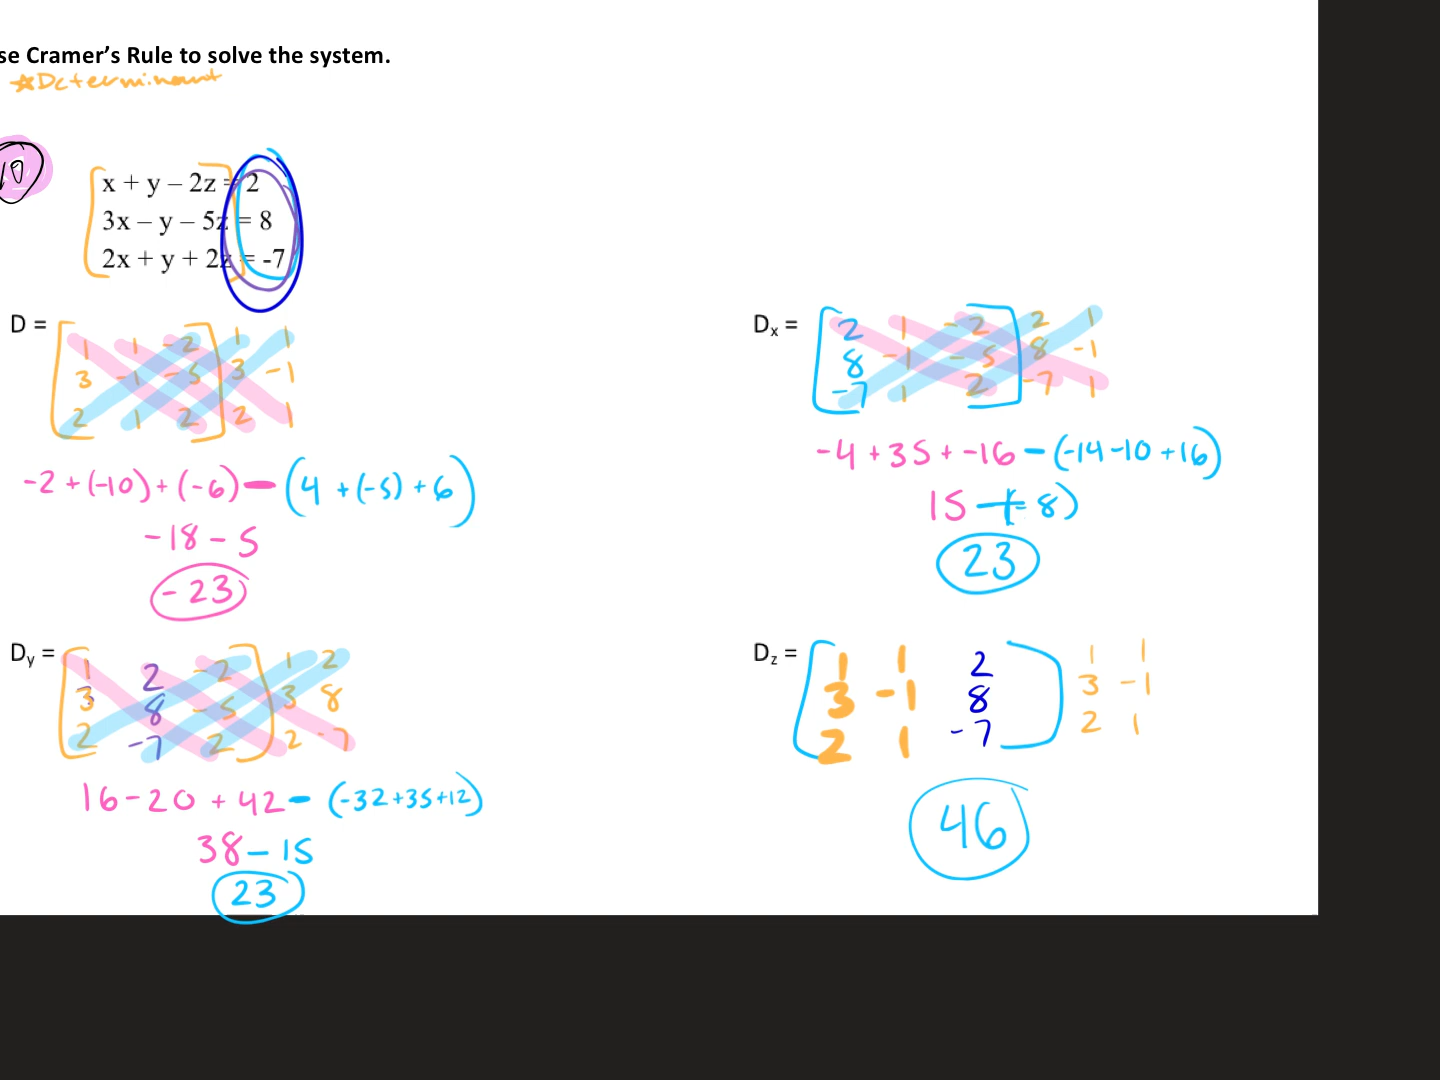 se Cramer's Rule to solve the system.
☆Determinant
10
x + y – 2z = 2
3x – y – 5z = 8
2x + y + 2z = -7
D =
1 1 -2 1 1
3 -1 -5 3 -1
2 1 2 2 1
-2 + (-10) + (-6) - (4 + (-5) + 6)
-18 - 5
-23
Dx =
2 1 -2 2 1
8 -1 -5 8 -1
-7 1 2 -7 1
-4 + 35 + -16 - (-14 -10 +16)
15 - (-8)
23
Dy =
1 2 -2 1 2
3 8 -5 3 8
2 -7 2 2 -7
16 - 20 + 42 - (-32 +35 +12)
38 - 15
23
Dz =
1 1 2 1 1
3 -1 8 3 -1
2 1 -7 2 1
46